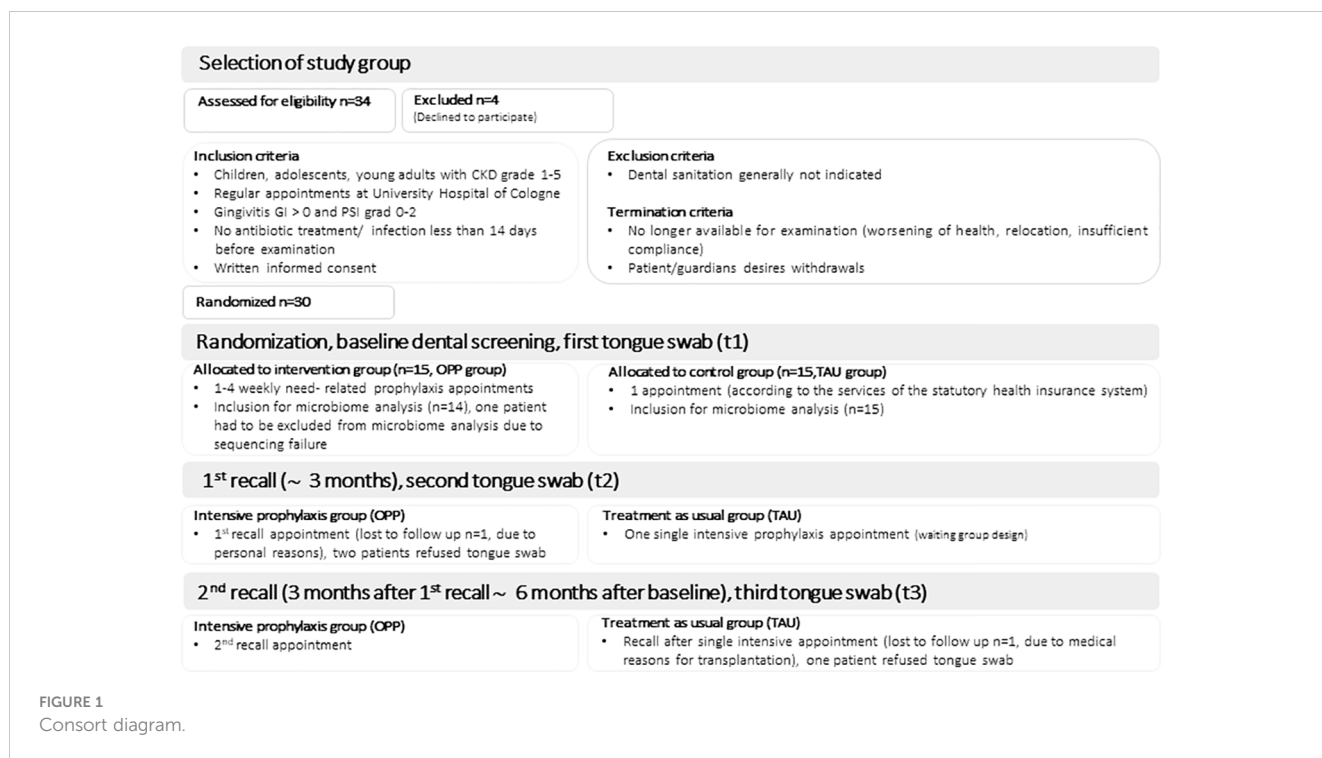 Selection of study group
Assessed for eligibility n=34
Excluded n=4
(Declined to participate)
Inclusion criteria
• Children, adolescents, young adults with CKD grade 1-5
• Regular appointments at University Hospital of Cologne
• Gingivitis GI > 0 and PSI grad 0-2
• No antibiotic treatment/ infection less than 14 days
before examination
• Written informed consent
Exclusion criteria
• Dental sanitation generally not indicated
Termination criteria
• No longer available for examination (worsening of health, relocation, insufficient
compliance)
• Patient/guardians desires withdrawals
Randomized n=30
Randomization, baseline dental screening, first tongue swab (t1)
Allocated to intervention group (n=15, OPP group)
• 1-4 weekly need- related prophylaxis appointments
• Inclusion for microbiome analysis (n=14), one patient
had to be excluded from microbiome analysis due to
sequencing failure
Allocated to control group (n=15,TAU group)
• 1 appointment (according to the services of the statutory health insurance system)
• Inclusion for microbiome analysis (n=15)
1st recall (~ 3 months), second tongue swab (t2)
Intensive prophylaxis group (OPP)
• 1st recall appointment (lost to follow up n=1, due to
personal reasons), two patients refused tongue swab
Treatment as usual group (TAU)
• One single intensive prophylaxis appointment (waiting group design)
2nd recall (3 months after 1st recall~ 6 months after baseline), third tongue swab (t3)
Intensive prophylaxis group (OPP)
• 2nd recall appointment
Treatment as usual group (TAU)
• Recall after single intensive appointment (lost to follow up n=1, due to medical
reasons for transplantation), one patient refused tongue swab
FIGURE 1
Consort diagram.